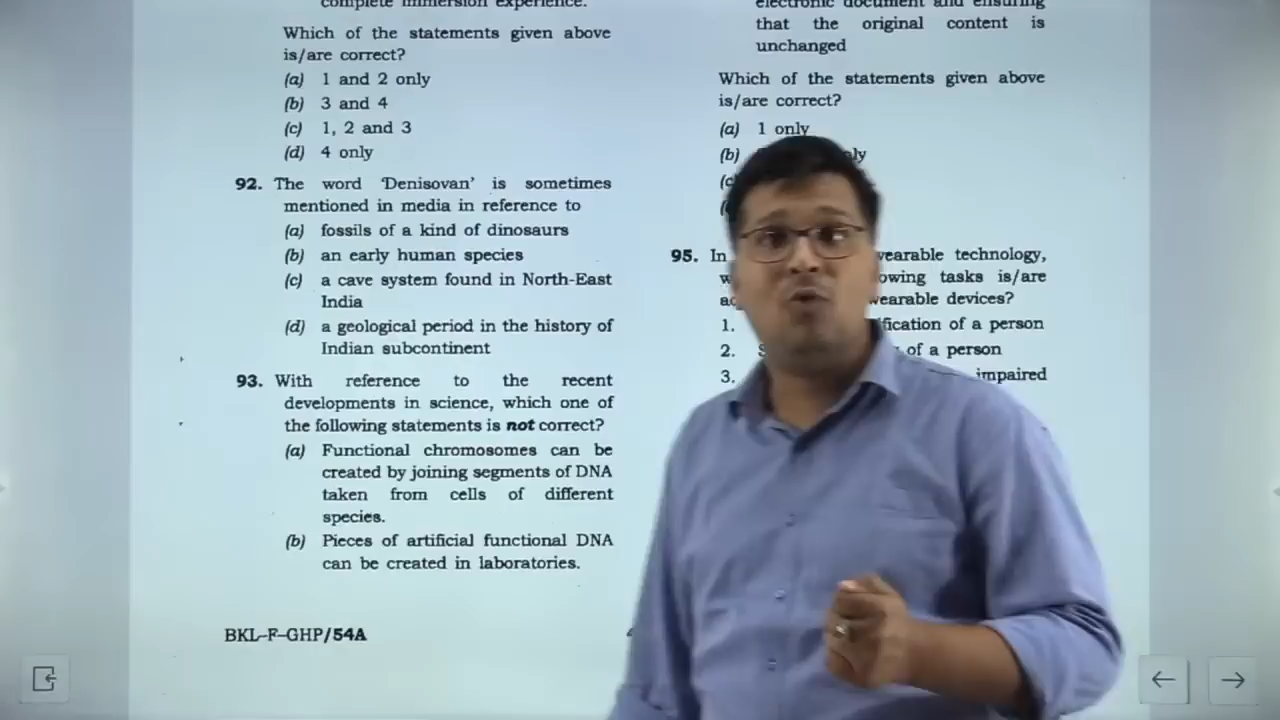 complete immersion experience.
Which of the statements given above
is/are correct?
(a) 1 and 2 only
(b) 3 and 4
(c) 1, 2 and 3
(d) 4 only
92. The word 'Denisovan' is sometimes
mentioned in media in reference to
(a) fossils of a kind of dinosaurs
(b) an early human species
(c) a cave system found in North-East
India
(d) a geological period in the history of
Indian subcontinent
93. With reference to the recent
developments in science, which one of
the following statements is not correct?
(a) Functional chromosomes can be
created by joining segments of DNA
taken from cells of different
species.
(b) Pieces of artificial functional DNA
can be created in laboratories.
BKL-F-GHP/54A
electronic document and ensuring
that the original content is
unchanged
Which of the statements given above
is/are correct?
(a) 1 only
(b)
95. In wearable technology,
tasks is/are
wearable devices?
1. of a person
2. of a person
3. impaired